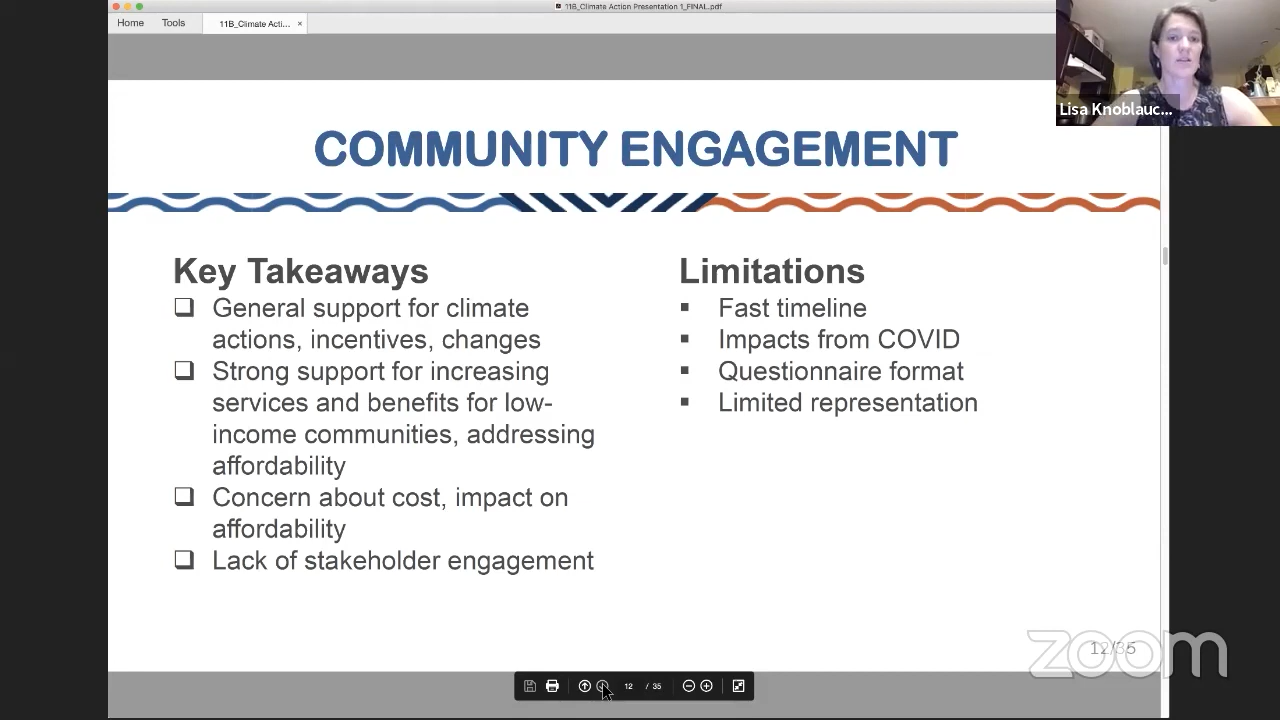 11B_Climate Action Presentation 1_FINAL.pdf
Home
Tools
11B_Climate Acti...
×
Lisa Knoblauc...
COMMUNITY ENGAGEMENT
Key Takeaways
General support for climate
actions, incentives, changes
Strong support for increasing
services and benefits for low-
income communities, addressing
affordability
Concern about cost, impact on
affordability
Lack of stakeholder engagement
Limitations
Fast timeline
Impacts from COVID
Questionnaire format
Limited representation
12/35
zoom
12 / 35